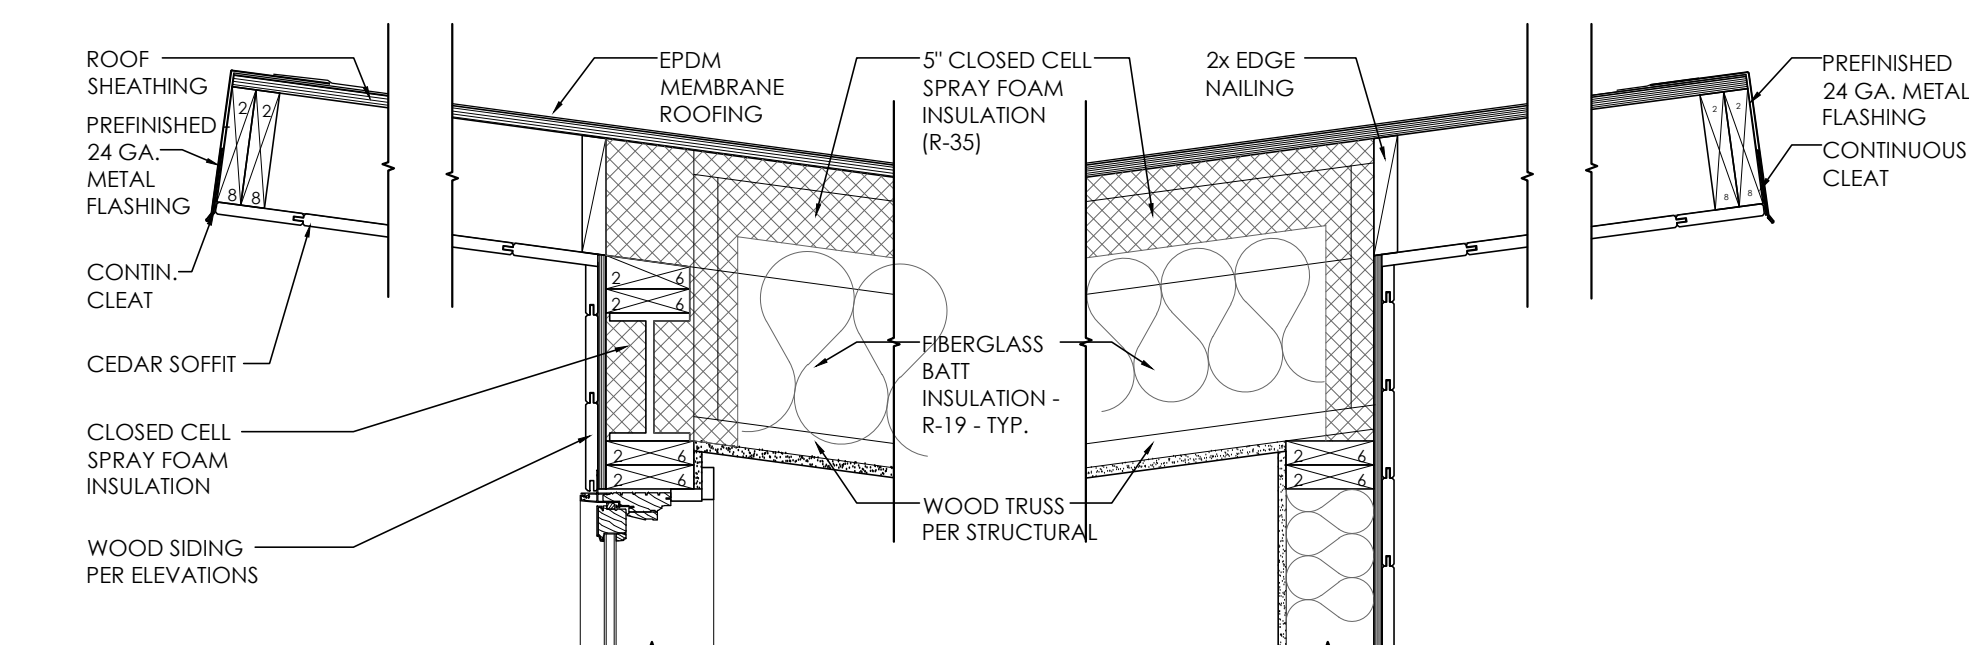 ROOF
SHEATHING
PREFINISHED
24 GA.
METAL
FLASHING
CONTIN.
CLEAT
CEDAR SOFFIT
CLOSED CELL
SPRAY FOAM
INSULATION
WOOD SIDING
PER ELEVATIONS
EPDM
MEMBRANE
ROOFING
5" CLOSED CELL
SPRAY FOAM
INSULATION
(R-35)
2x EDGE
NAILING
PREFINISHED
24 GA. METAL
FLASHING
CONTINUOUS
CLEAT
FIBERGLASS
BATT
INSULATION -
R-19 - TYP.
WOOD TRUSS
PER STRUCTURAL
2 2
8 8
2 6
2 6
2 6
2 6
2 2
8 8
2 6
2 6